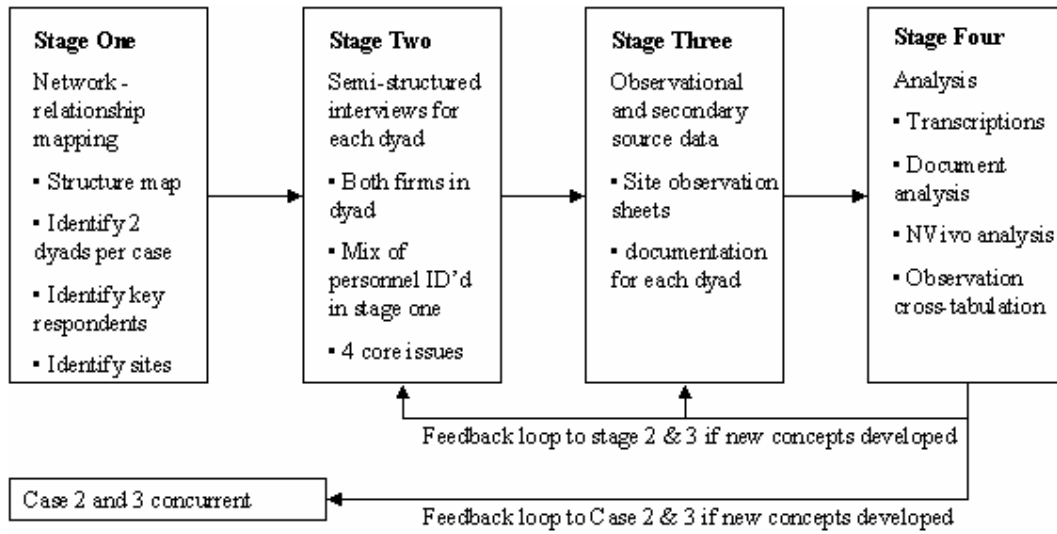 Stage One
Network -
relationship
mapping
▪ Structure map
▪ Identify 2
dyads per case
▪ Identify key
respondents
▪ Identify sites
Stage Two
Semi-structured
interviews for
each dyad
▪ Both firms in
dyad
▪ Mix of
personnel ID'd
in stage one
▪ 4 core issues
Stage Three
Observational
and secondary
source data
▪ Site observation
sheets
▪ documentation
for each dyad
Stage Four
Analysis
▪ Transcriptions
▪ Document
analysis
▪ NVivo analysis
▪ Observation
cross-tabulation
Feedback loop to stage 2 & 3 if new concepts developed
Case 2 and 3 concurrent
Feedback loop to Case 2 & 3 if new concepts developed